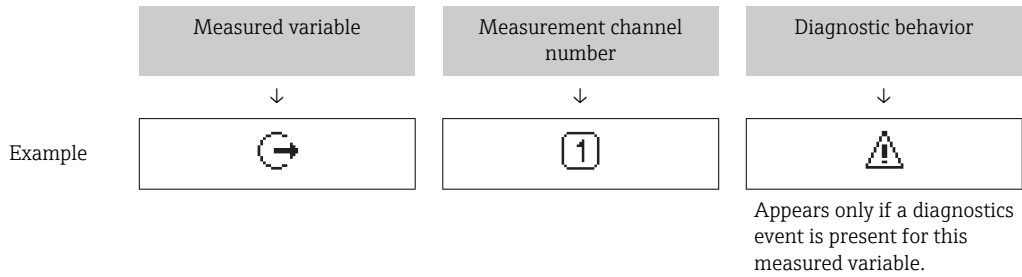 Measured variable
Measurement channel
number
Diagnostic behavior
↓
↓
↓
Example
1
Appears only if a diagnostics
event is present for this
measured variable.